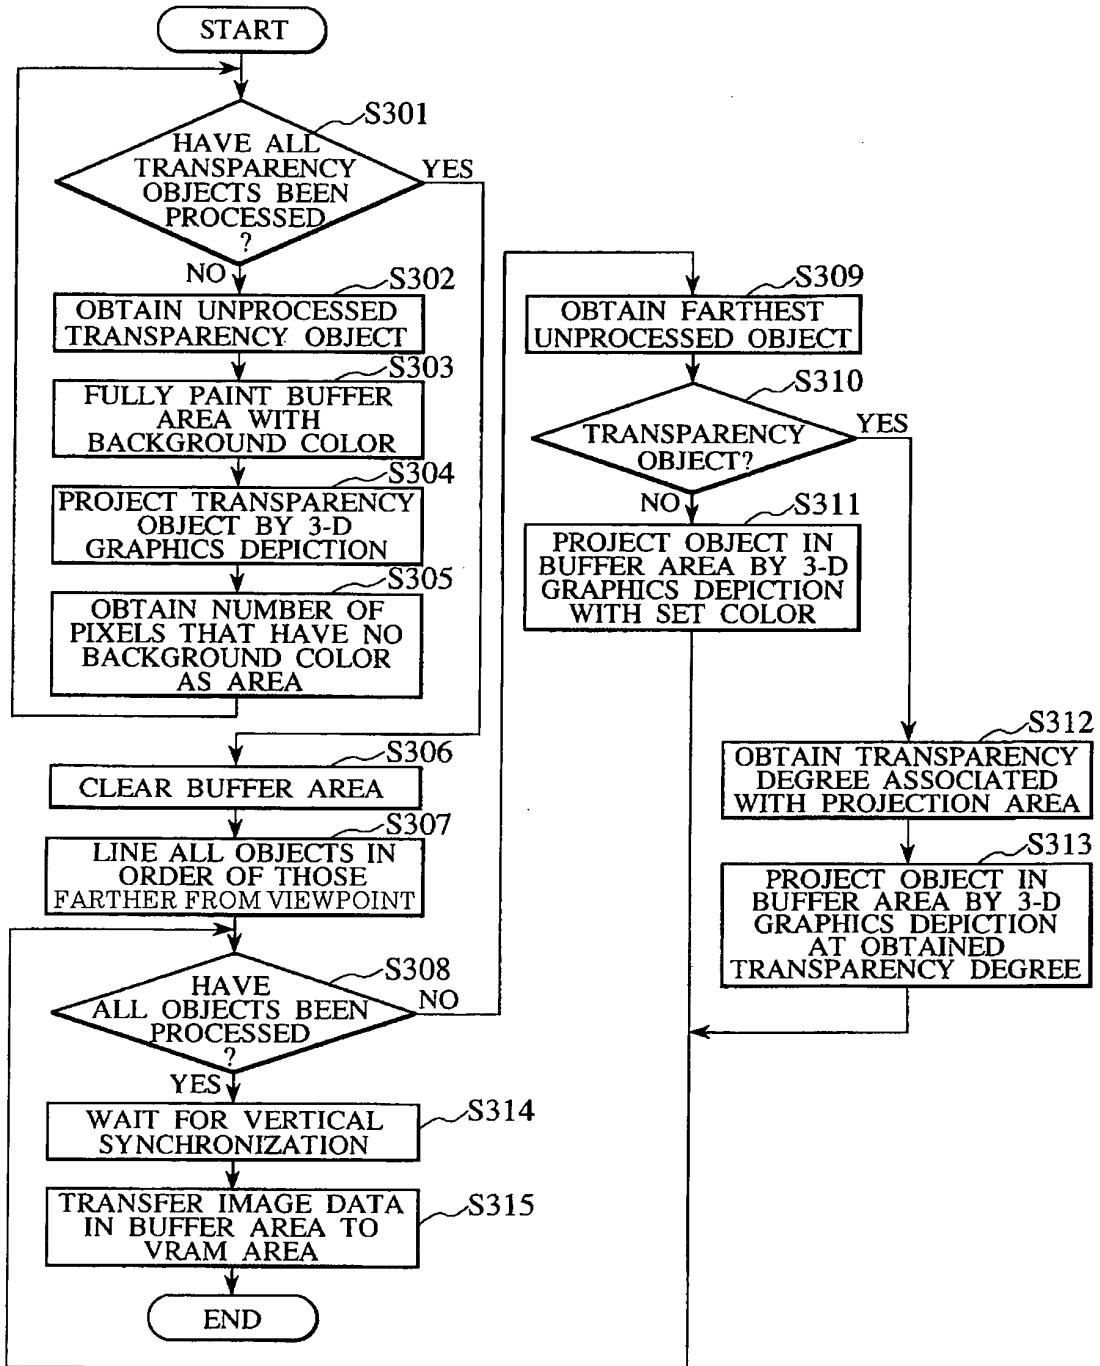 START
S301
HAVE ALL
TRANSPARENCY
OBJECTS BEEN
PROCESSED
?
YES
NO
S302
OBTAIN UNPROCESSED
TRANSPARENCY OBJECT
S303
FULLY PAINT BUFFER
AREA WITH
BACKGROUND COLOR
S304
PROJECT TRANSPARENCY
OBJECT BY 3-D
GRAPHICS DEPICTION
S305
OBTAIN NUMBER OF
PIXELS THAT HAVE NO
BACKGROUND COLOR
AS AREA
S306
CLEAR BUFFER AREA
S307
LINE ALL OBJECTS IN
ORDER OF THOSE
FARTHER FROM VIEWPOINT
S308
HAVE
ALL OBJECTS BEEN
PROCESSED
?
NO
YES
S309
OBTAIN FARTHEST
UNPROCESSED OBJECT
S310
TRANSPARENCY
OBJECT?
YES
NO
S311
PROJECT OBJECT IN
BUFFER AREA BY 3-D
GRAPHICS DEPICTION
WITH SET COLOR
S312
OBTAIN TRANSPARENCY
DEGREE ASSOCIATED
WITH PROJECTION AREA
S313
PROJECT OBJECT IN
BUFFER AREA BY 3-D
GRAPHICS DEPICTION
AT OBTAINED
TRANSPARENCY DEGREE
S314
WAIT FOR VERTICAL
SYNCHRONIZATION
S315
TRANSFER IMAGE DATA
IN BUFFER AREA TO
VRAM AREA
END